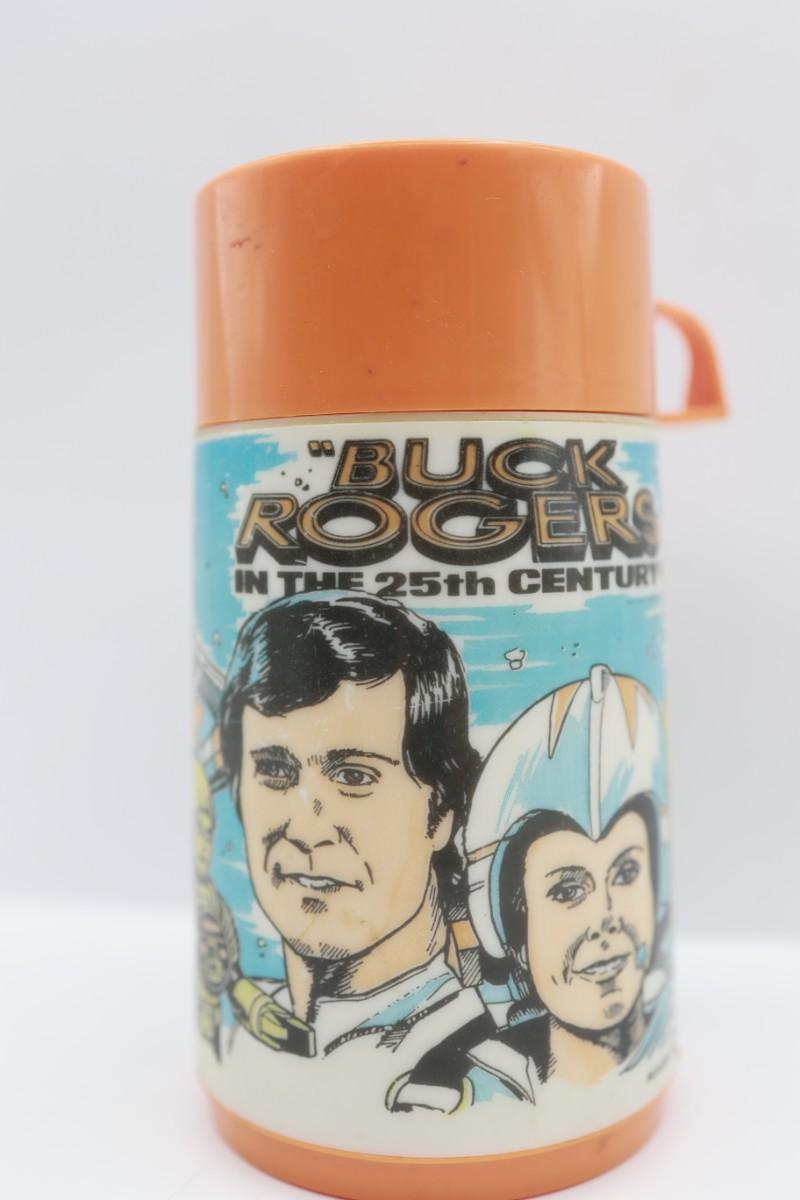 "BUCK
ROGERS
IN THE 25th CENTURY